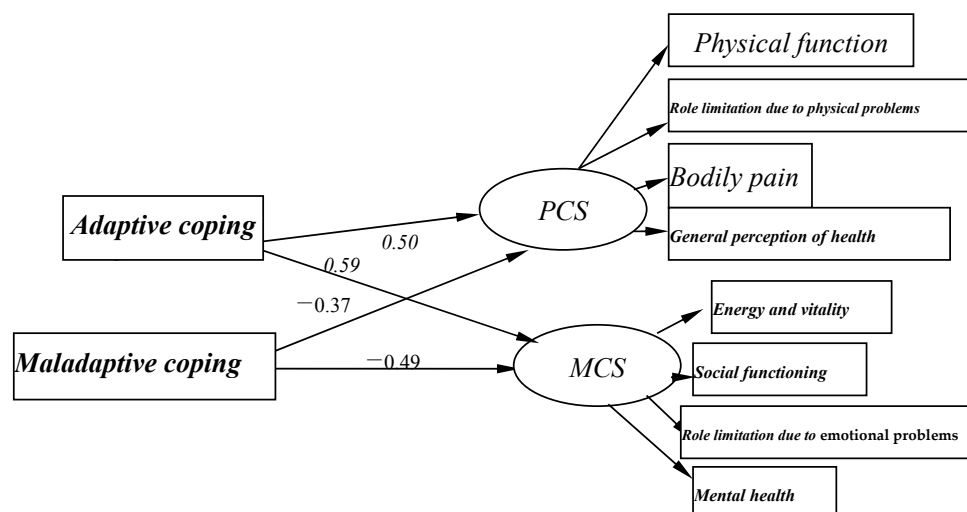 Physical function
Role limitation due to physical problems
Bodily pain
PCS
Adaptive coping
0.50
General perception of health
0.59
－0.37
Energy and vitality
Maladaptive coping
－0.49
MCS
Social functioning
Role limitation due to emotional problems
Mental health